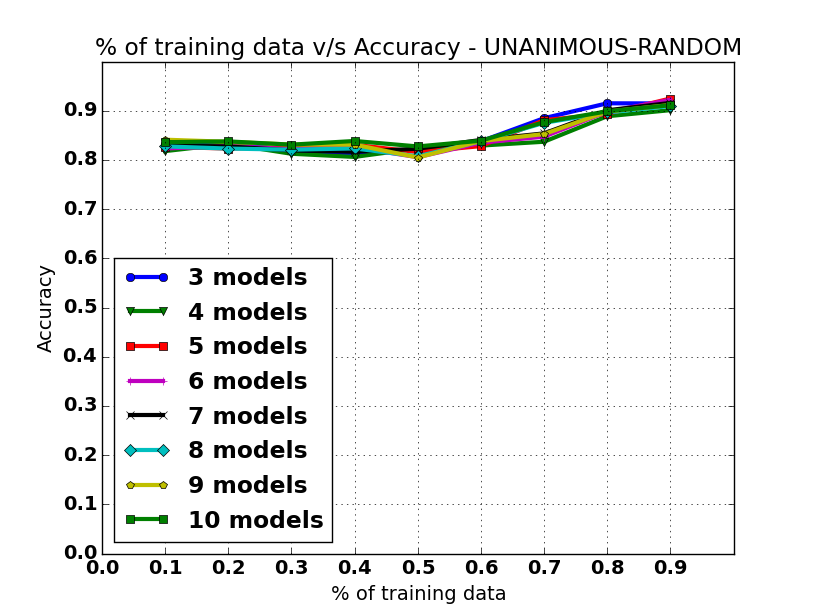 % of training data v/s Accuracy - UNANIMOUS-RANDOM
0.9
0.8
0.7
0.6
0.5
0.4
0.3
0.2
0.1
0.0
Accuracy
3 models
4 models
5 models
6 models
7 models
8 models
9 models
10 models
0.0 0.1 0.2 0.3 0.4 0.5 0.6 0.7 0.8 0.9
% of training data